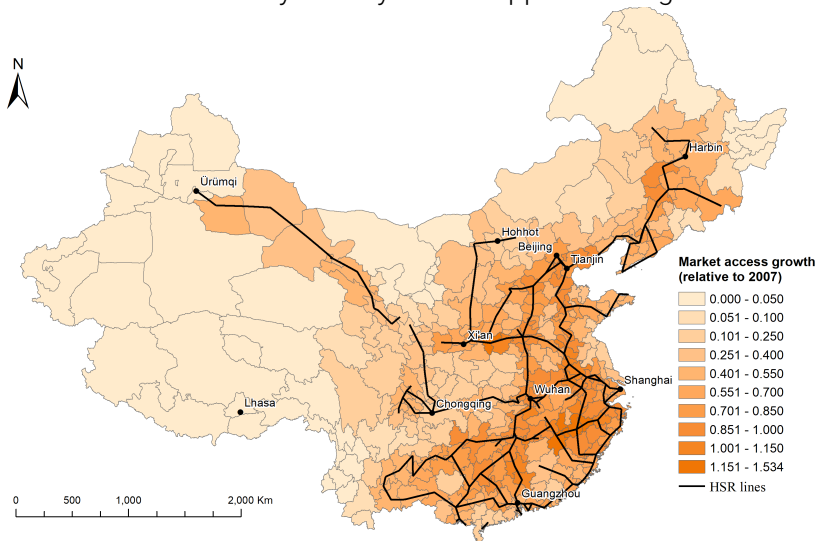 N
Harbin
Ürümqi
Hohhot
Beijing
Tianjin
Market access growth
(relative to 2007)
0.000 - 0.050
0.051 - 0.100
0.101 - 0.250
0.251 - 0.400
0.401 - 0.550
0.551 - 0.700
0.701 - 0.850
0.851 - 1.000
1.001 - 1.150
1.151 - 1.534
HSR lines
Xi'an
Shanghai
Wuhan
Chongqing
Lhasa
Guangzhou
0 500 1,000 2,000 Km